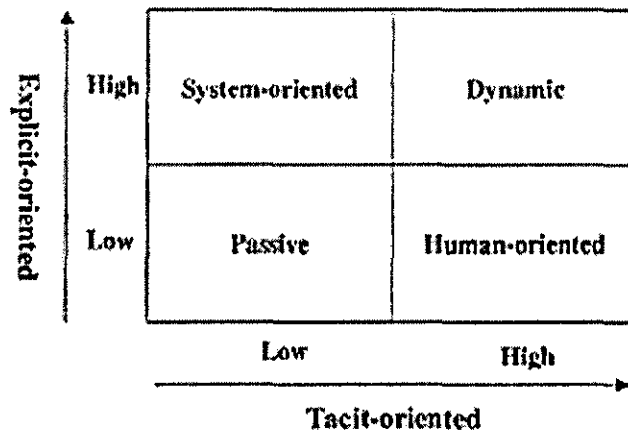 Explicit-oriented
High
System-oriented
Dynamic
Low
Passive
Human-oriented
Low
High
Tacit-oriented